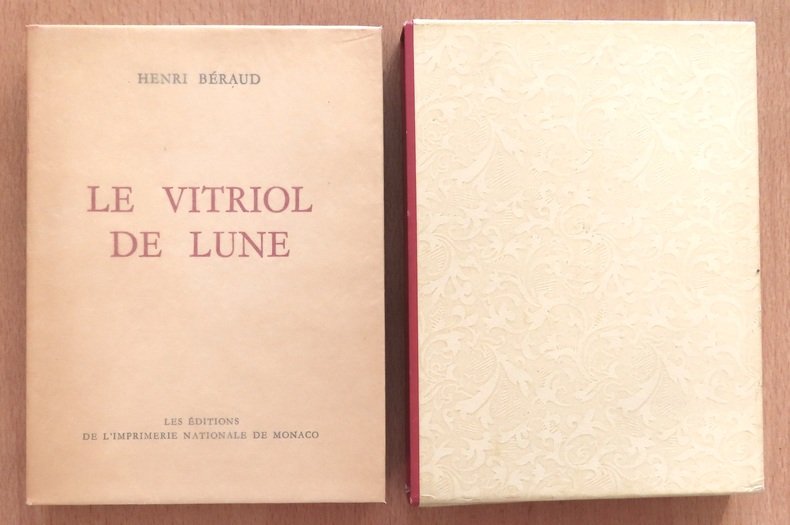 HENRI BÉRAUD
LE VITRIOL
DE LUNE
LES ÉDITIONS
DE L'IMPRIMERIE NATIONALE DE MONACO